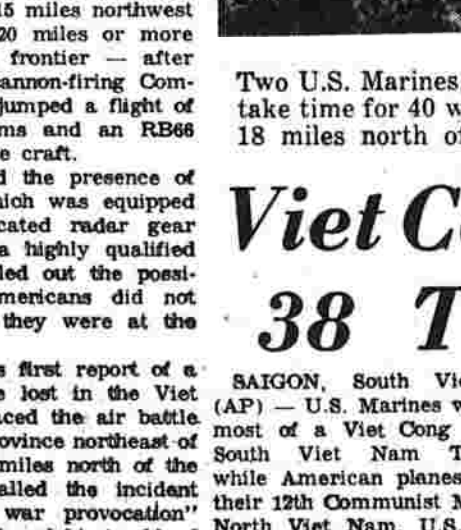 15 miles northwest
20 miles or more
frontier — after
cannon-firing Com-
jumped a flight of
ms and an RB66
e craft.
d the presence of
hich was equipped
cated radar gear
a highly qualified
led out the possi-
mericans did not
they were at the
s first report of a
e lost in the Viet
aced the air battle
ovince northeast of
miles north of the
alled the incident
war provocation"
Two U.S. Marines,
take time for 40 w
18 miles north of
Viet C
38 T
SAIGON, South Vie
(AP) — U.S. Marines w
most of a Viet Cong
South Viet Nam T
while American planes
their 12th Communist M
North Viet Nam, U.S.